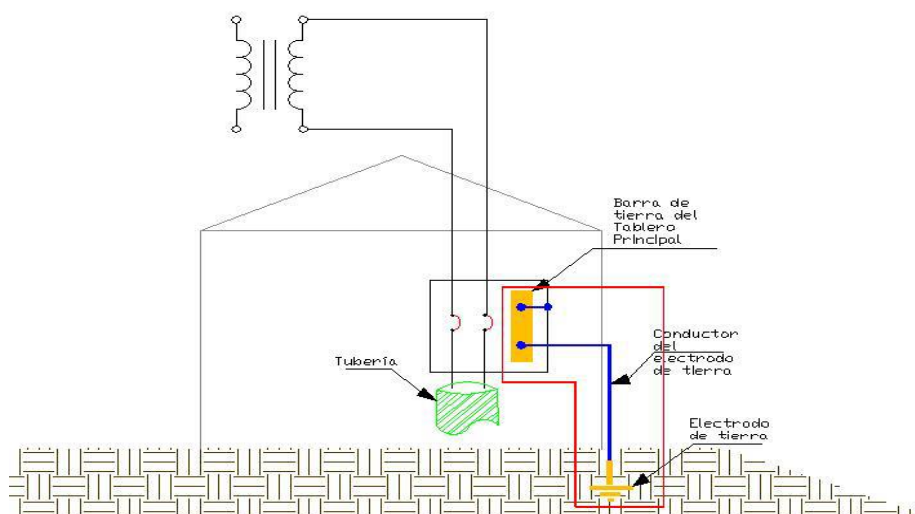 Barra de
tierra del
Tablero
Principal
Conductor
del
electrodo
de tierra
Tubería
Electrodo
de tierra